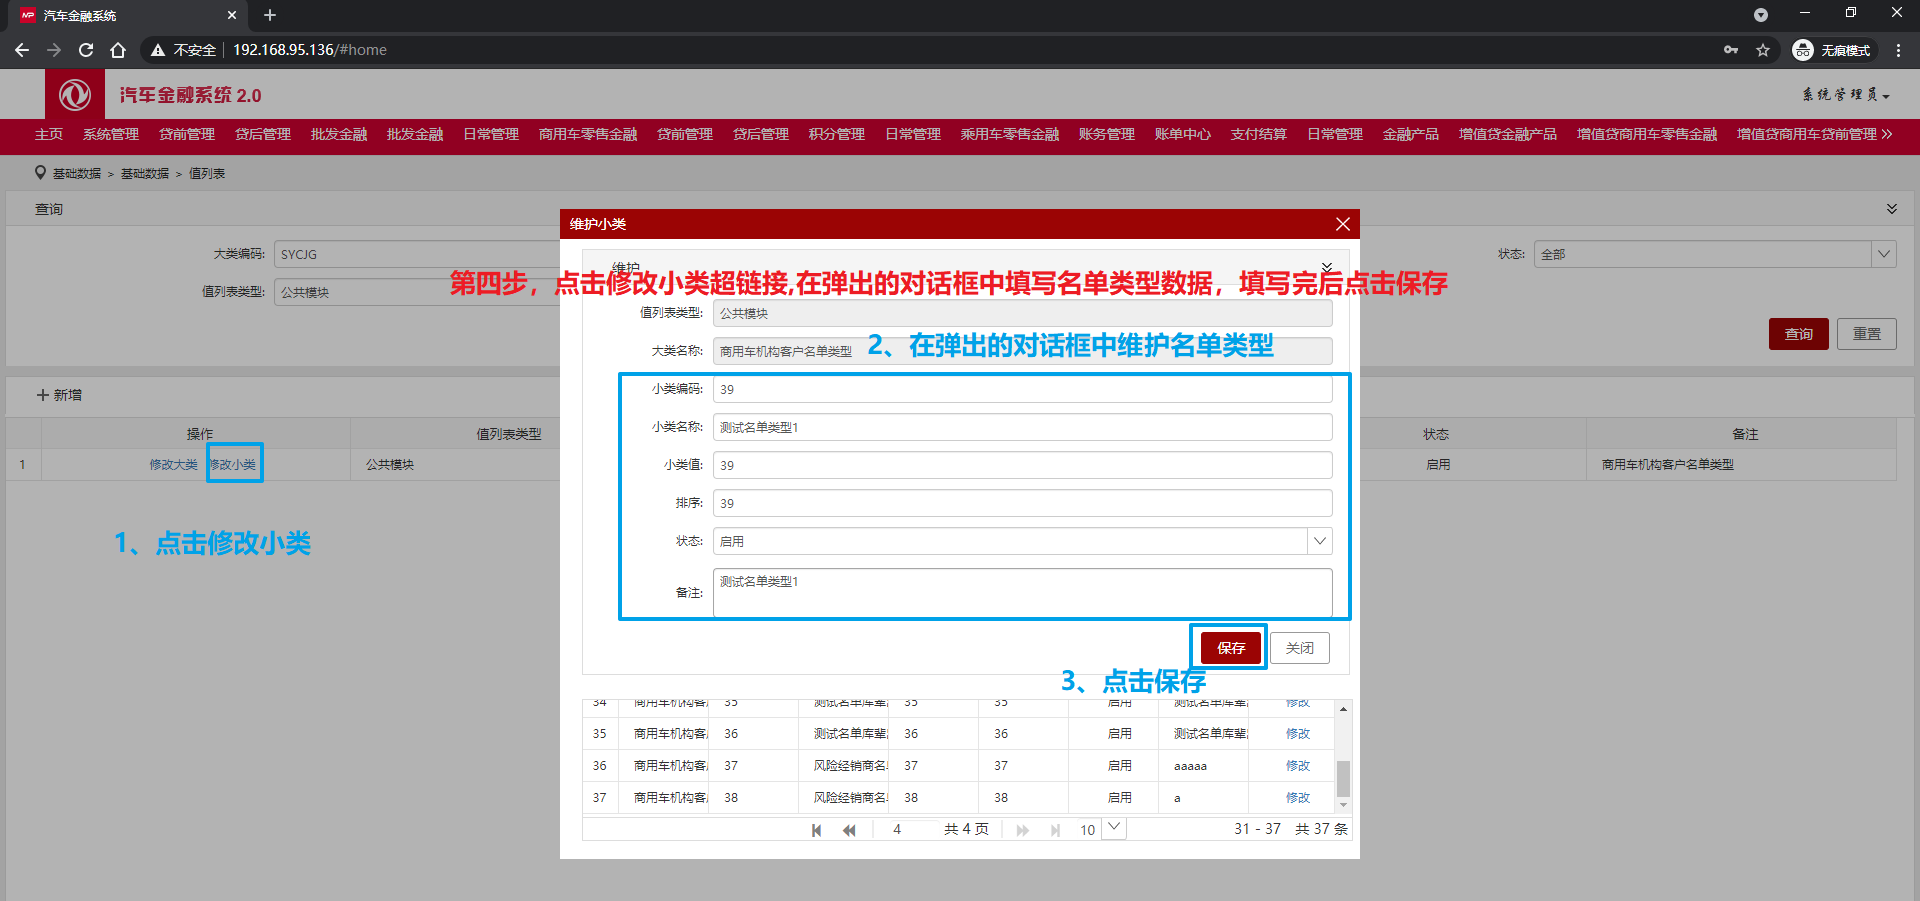 汽车金融系统
不安全 192.168.95.136/#home 无痕模式
汽车金融系统 2.0 系统管理员
主页 系统管理 贷前管理 贷后管理 批发金融 批发金融 日常管理 商用车零售金融 贷前管理 贷后管理 积分管理 日常管理 乘用车零售金融 账务管理 账单中心 支付结算 日常管理 金融产品 增值贷金融产品 增值贷商用车零售金融 增值贷商用车贷前管理
基础数据 > 基础数据 > 值列表
查询
大类编码: SYCJG
状态: 全部
值列表类型: 公共模块
查询 重置
新增
操作 值列表类型 状态 备注
1 修改大类 修改小类 公共模块 启用 商用车机构客户名单类型
1、点击修改小类
维护小类
维护
第四步，点击修改小类超链接,在弹出的对话框中填写名单类型数据，填写完后点击保存
值列表类型: 公共模块
大类名称: 商用车机构客户名单类型
2、在弹出的对话框中维护名单类型
小类编码: 39
小类名称: 测试名单类型1
小类值: 39
排序: 39
状态: 启用
备注: 测试名单类型1
保存 关闭
3、点击保存
34 商用车机构客 35 测试名单库辈 35 35 启用 测试名单库辈 修改
35 商用车机构客 36 测试名单库辈 36 36 启用 测试名单库辈 修改
36 商用车机构客 37 风险经销商名 37 37 启用 aaaaa 修改
37 商用车机构客 38 风险经销商名 38 38 启用 a 修改
4 共 4 页 10 31 - 37 共 37 条